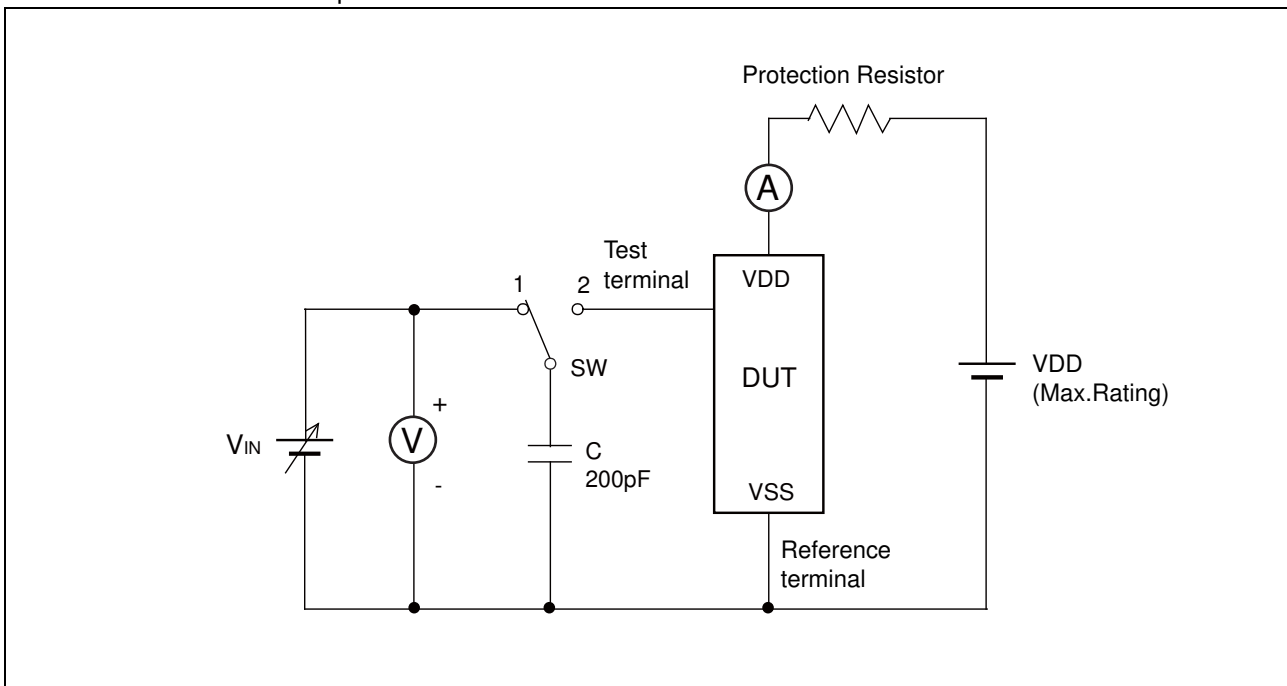 Protection Resistor
A
Test
terminal
1
2
VDD
SW
DUT
VDD
(Max.Rating)
+
VIN
V
C
200pF
-
VSS
Reference
terminal